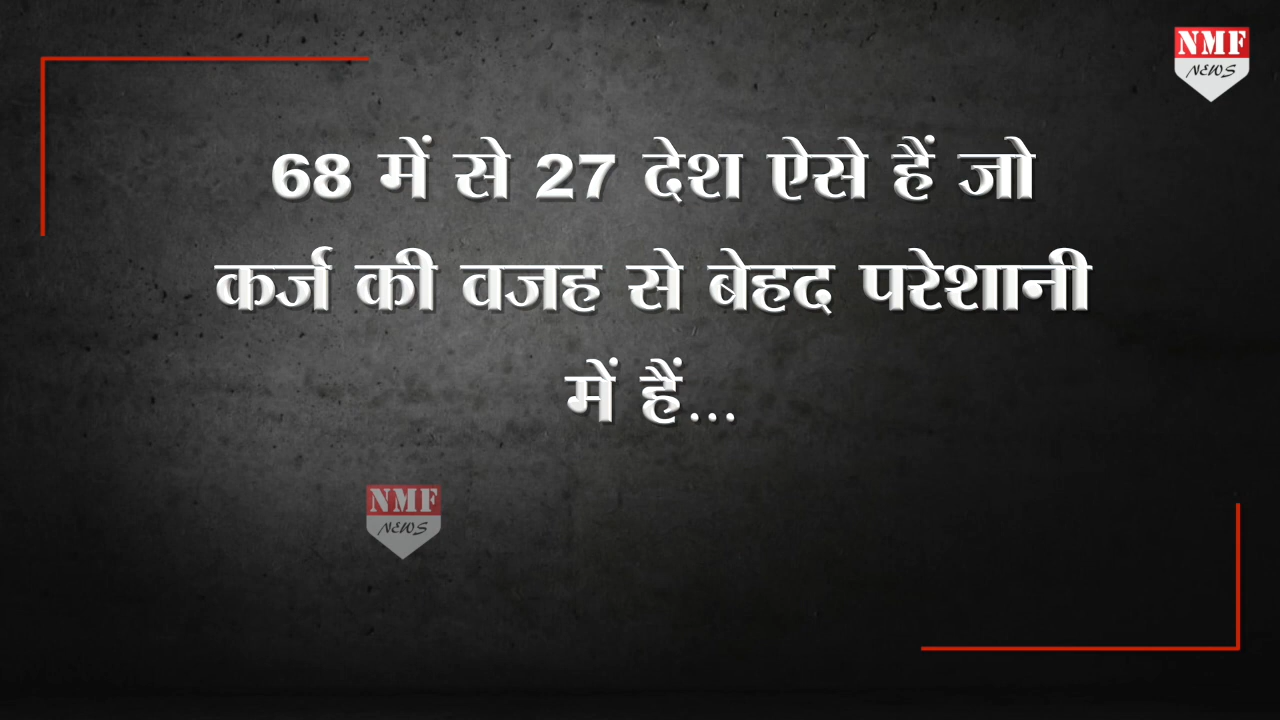 NMF
NEWS
68 में से 27 देश ऐसे हैं जो
कर्ज की वजह से बेहद परेशानी
में हैं...
NMF
NEWS